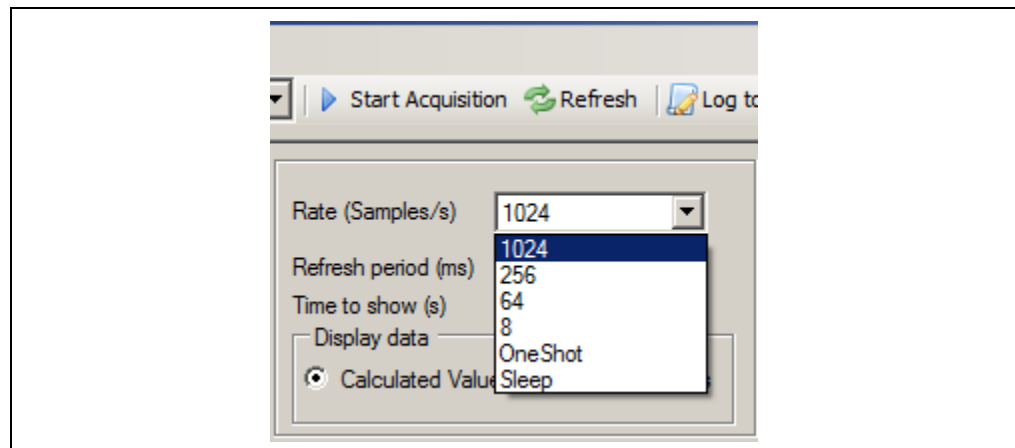 Start Acquisition Refresh Log to
Rate (Samples/s) 1024
1024
Refresh period (ms) 256
Time to show (s) 64
Display data 8
OneShot
Calculated Value Sleep s